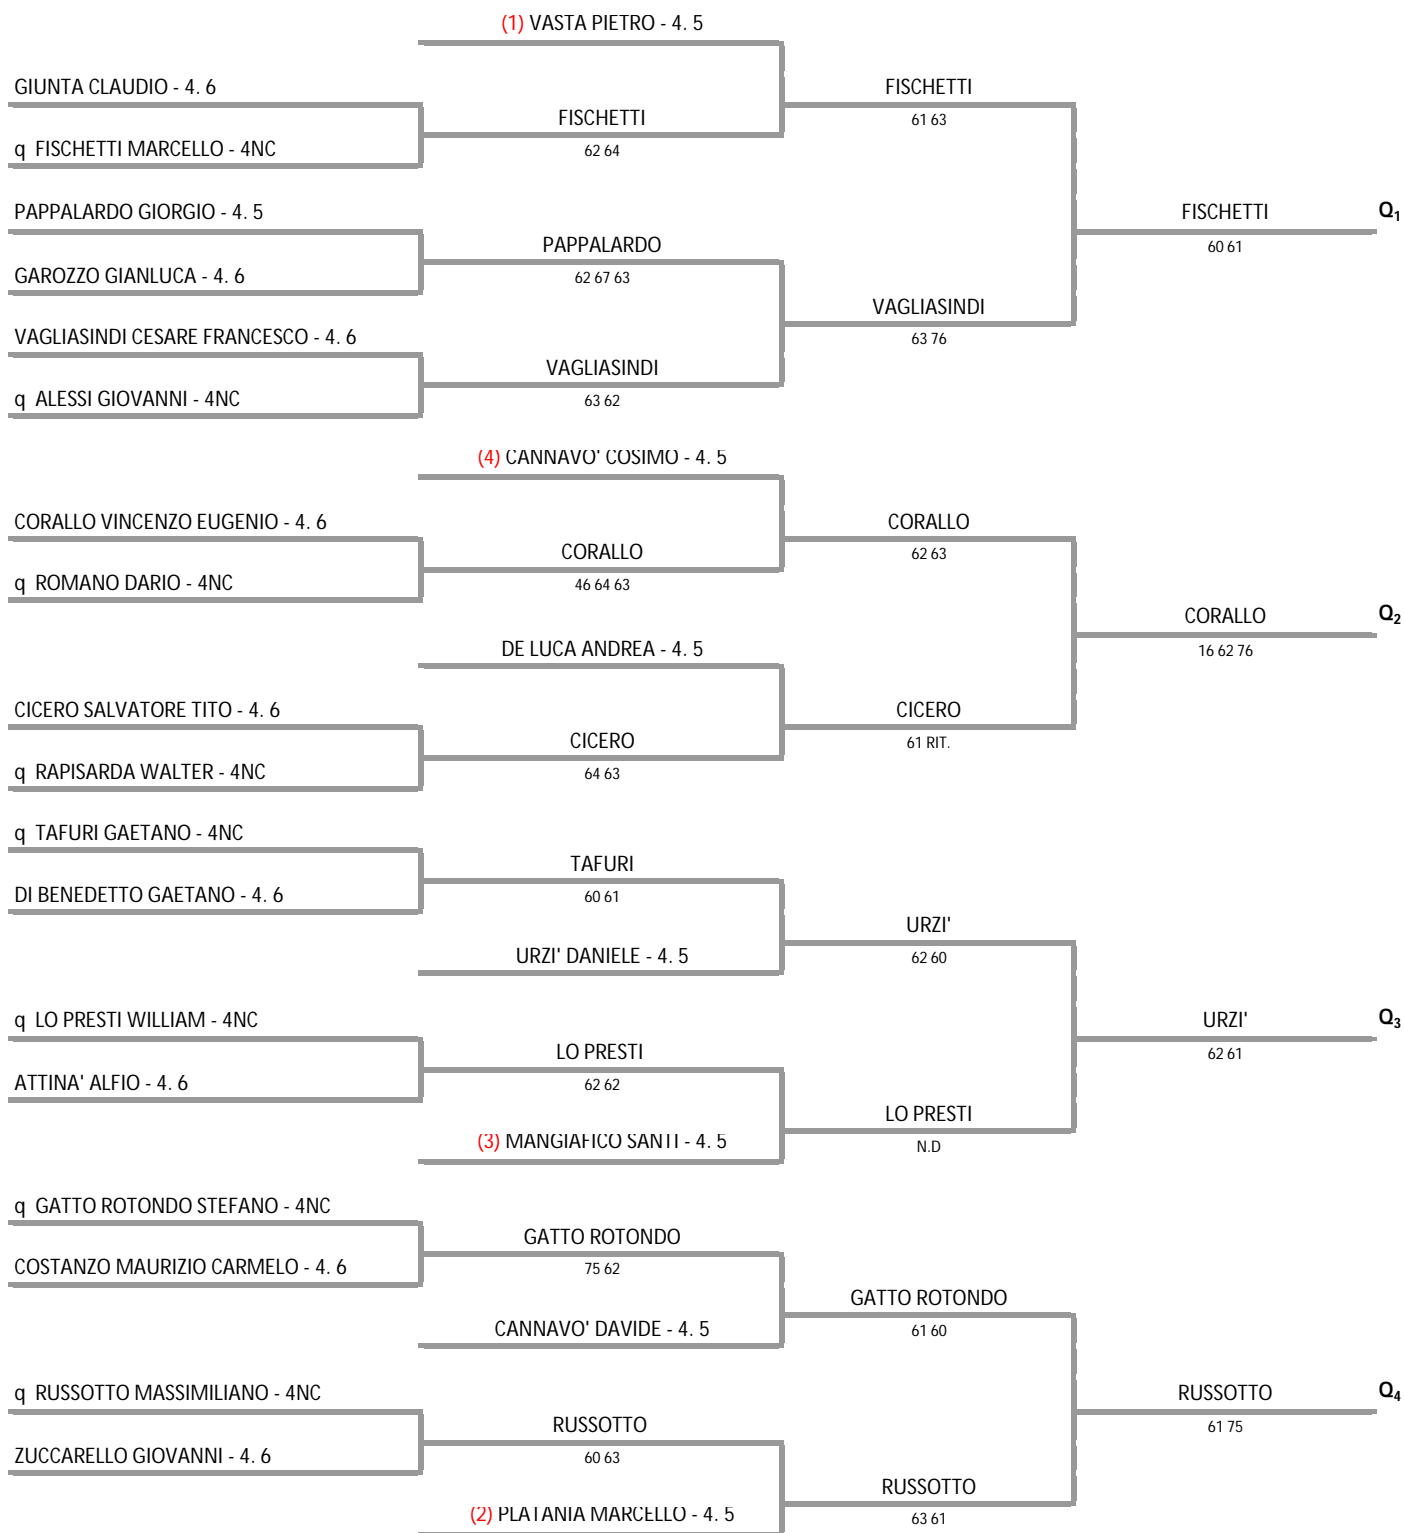 (1) VASTA PIETRO - 4. 5
GIUNTA CLAUDIO - 4. 6
FISCHETTI
61 63
FISCHETTI
62 64
q FISCHETTI MARCELLO - 4NC
PAPPALARDO GIORGIO - 4. 5
FISCHETTI
Q1
60 61
PAPPALARDO
62 67 63
GAROZZO GIANLUCA - 4. 6
VAGLIASINDI
63 76
VAGLIASINDI CESARE FRANCESCO - 4. 6
VAGLIASINDI
63 62
q ALESSI GIOVANNI - 4NC
(4) CANNAVO' COSIMO - 4. 5
CORALLO VINCENZO EUGENIO - 4. 6
CORALLO
62 63
CORALLO
46 64 63
q ROMANO DARIO - 4NC
CORALLO
Q2
16 62 76
DE LUCA ANDREA - 4. 5
CICERO SALVATORE TITO - 4. 6
CICERO
61 RIT.
CICERO
64 63
q RAPISARDA WALTER - 4NC
q TAFURI GAETANO - 4NC
TAFURI
60 61
DI BENEDETTO GAETANO - 4. 6
URZI'
62 60
URZI' DANIELE - 4. 5
q LO PRESTI WILLIAM - 4NC
URZI'
Q3
62 61
LO PRESTI
62 62
ATTINA' ALFIO - 4. 6
LO PRESTI
N.D
(3) MANGIAFICO SANTI - 4. 5
q GATTO ROTONDO STEFANO - 4NC
GATTO ROTONDO
75 62
COSTANZO MAURIZIO CARMELO - 4. 6
GATTO ROTONDO
61 60
CANNAVO' DAVIDE - 4. 5
q RUSSOTTO MASSIMILIANO - 4NC
RUSSOTTO
Q4
61 75
RUSSOTTO
60 63
ZUCCARELLO GIOVANNI - 4. 6
RUSSOTTO
63 61
(2) PLATANIA MARCELLO - 4. 5